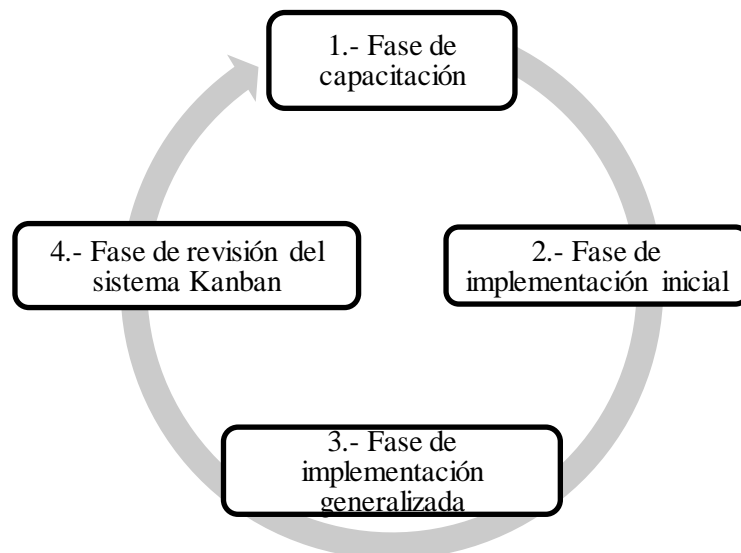 1.- Fase de
capacitación
2.- Fase de
implementación inicial
3.- Fase de
implementación
generalizada
4.- Fase de revisión del
sistema Kanban